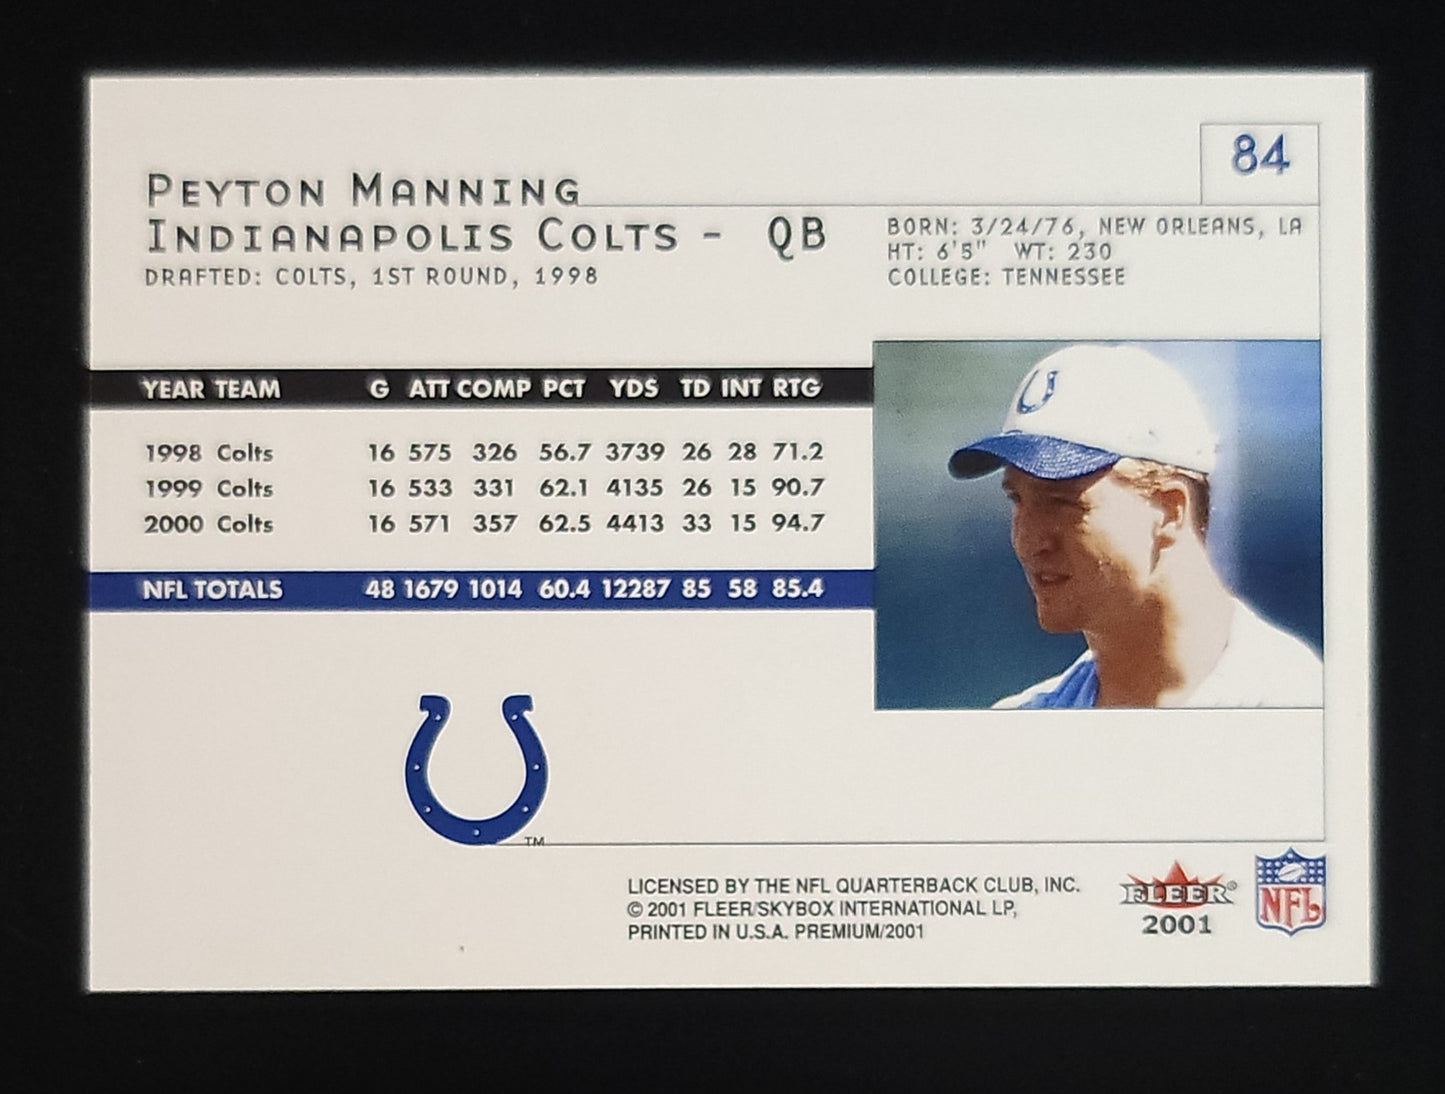 84
PEYTON MANNING
INDIANAPOLIS COLTS - QB
DRAFTED: COLTS, 1ST ROUND, 1998
BORN: 3/24/76, NEW ORLEANS, LA
HT: 6'5" WT: 230
COLLEGE: TENNESSEE
YEAR TEAM G ATT COMP PCT YDS TD INT RTG
1998 Colts 16 575 326 56.7 3739 26 28 71.2
1999 Colts 16 533 331 62.1 4135 26 15 90.7
2000 Colts 16 571 357 62.5 4413 33 15 94.7
NFL TOTALS 48 1679 1014 60.4 12287 85 58 85.4
TM
LICENSED BY THE NFL QUARTERBACK CLUB, INC.
© 2001 FLEER/SKYBOX INTERNATIONAL LP,
PRINTED IN U.S.A. PREMIUM/2001
FLEER®
2001
NFL